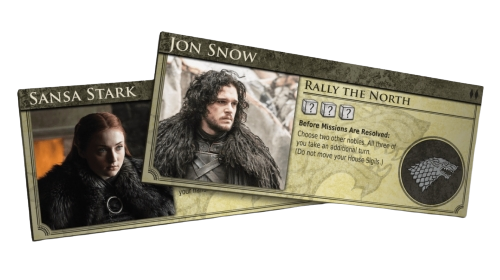 JON SNOW
RALLY THE NORTH
? ? ?
Before Missions Are Resolved:
Choose two other nobles. All three of
you take an additional turn.
(Do not move your House Sigils.)
SANSA STARK